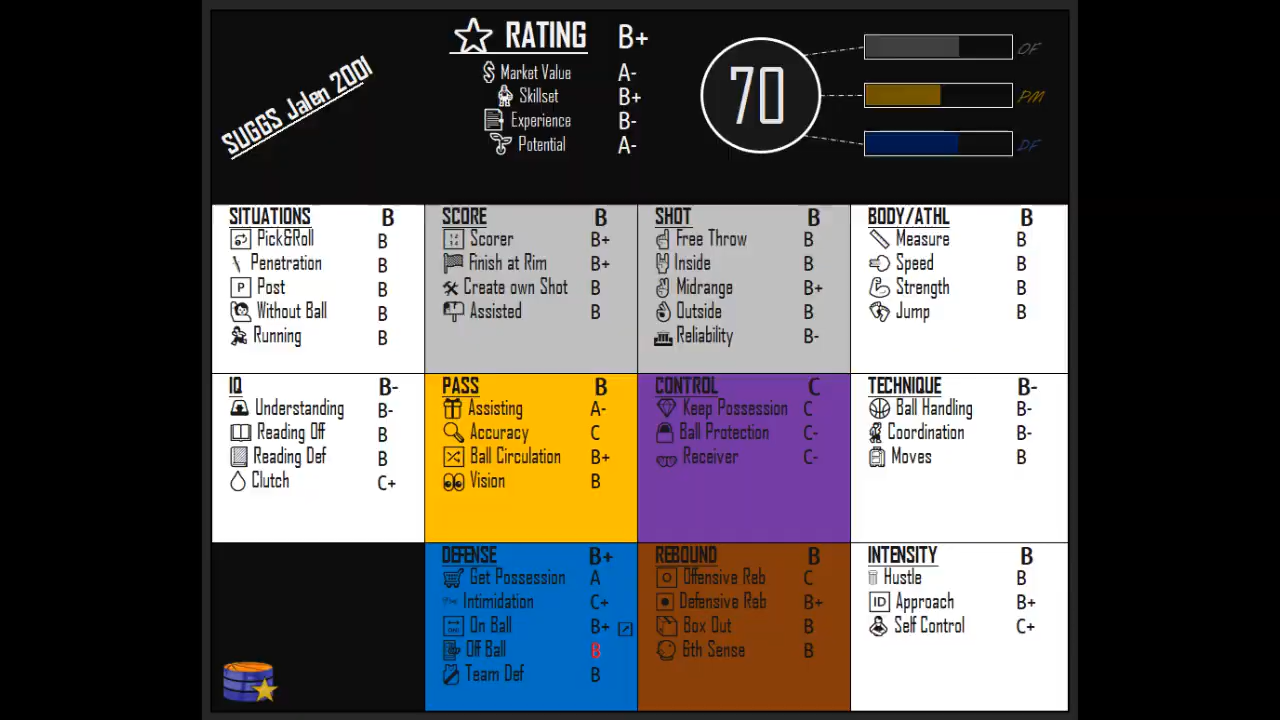 SUGGS Jalen 2001
RATING B+
Market Value A-
Skillset B+
Experience B-
Potential A-
70
OF
PM
DF
SITUATIONS B
Pick&Roll B
Penetration B
P Post B
Without Ball B
Running B
SCORE B
Scorer B+
Finish at Rim B+
Create own Shot B
Assisted B
SHOT B
Free Throw B
Inside B
Midrange B+
Outside B
Reliability B-
BODY/ATHL B
Measure B
Speed B
Strength B
Jump B
IQ B-
Understanding B-
Reading Off B
Reading Def B
Clutch C+
PASS B
Assisting A-
Accuracy C
Ball Circulation B+
Vision B
CONTROL C
Keep Possession C
Ball Protection C-
Receiver C-
TECHNIQUE B-
Ball Handling B-
Coordination B-
Moves B
DEFENSE B+
Get Possession A
Intimidation C+
On Ball B+
Off Ball B
Team Def B
REBOUND B
Offensive Reb C
Defensive Reb B+
Box Out B
6th Sense B
INTENSITY B
Hustle B
ID Approach B+
Self Control C+